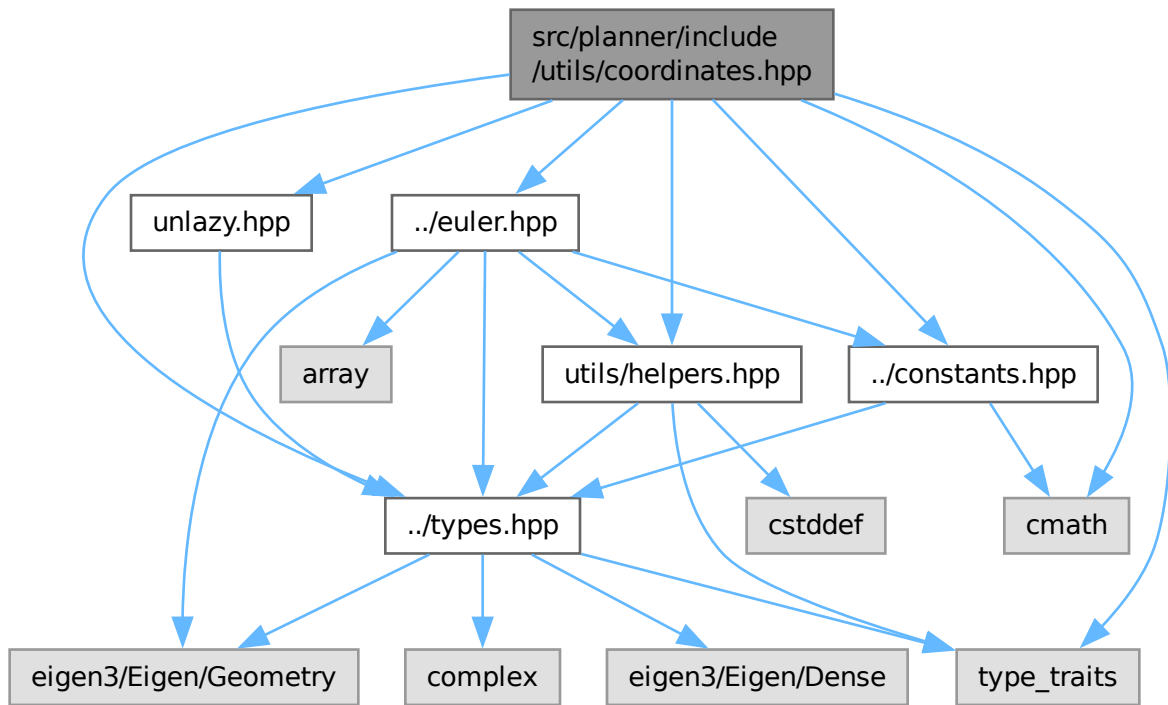 src/planner/include
/utils/coordinates.hpp
unlazy.hpp
../euler.hpp
array
utils/helpers.hpp
../constants.hpp
../types.hpp
cstddef
cmath
eigen3/Eigen/Geometry
complex
eigen3/Eigen/Dense
type_traits